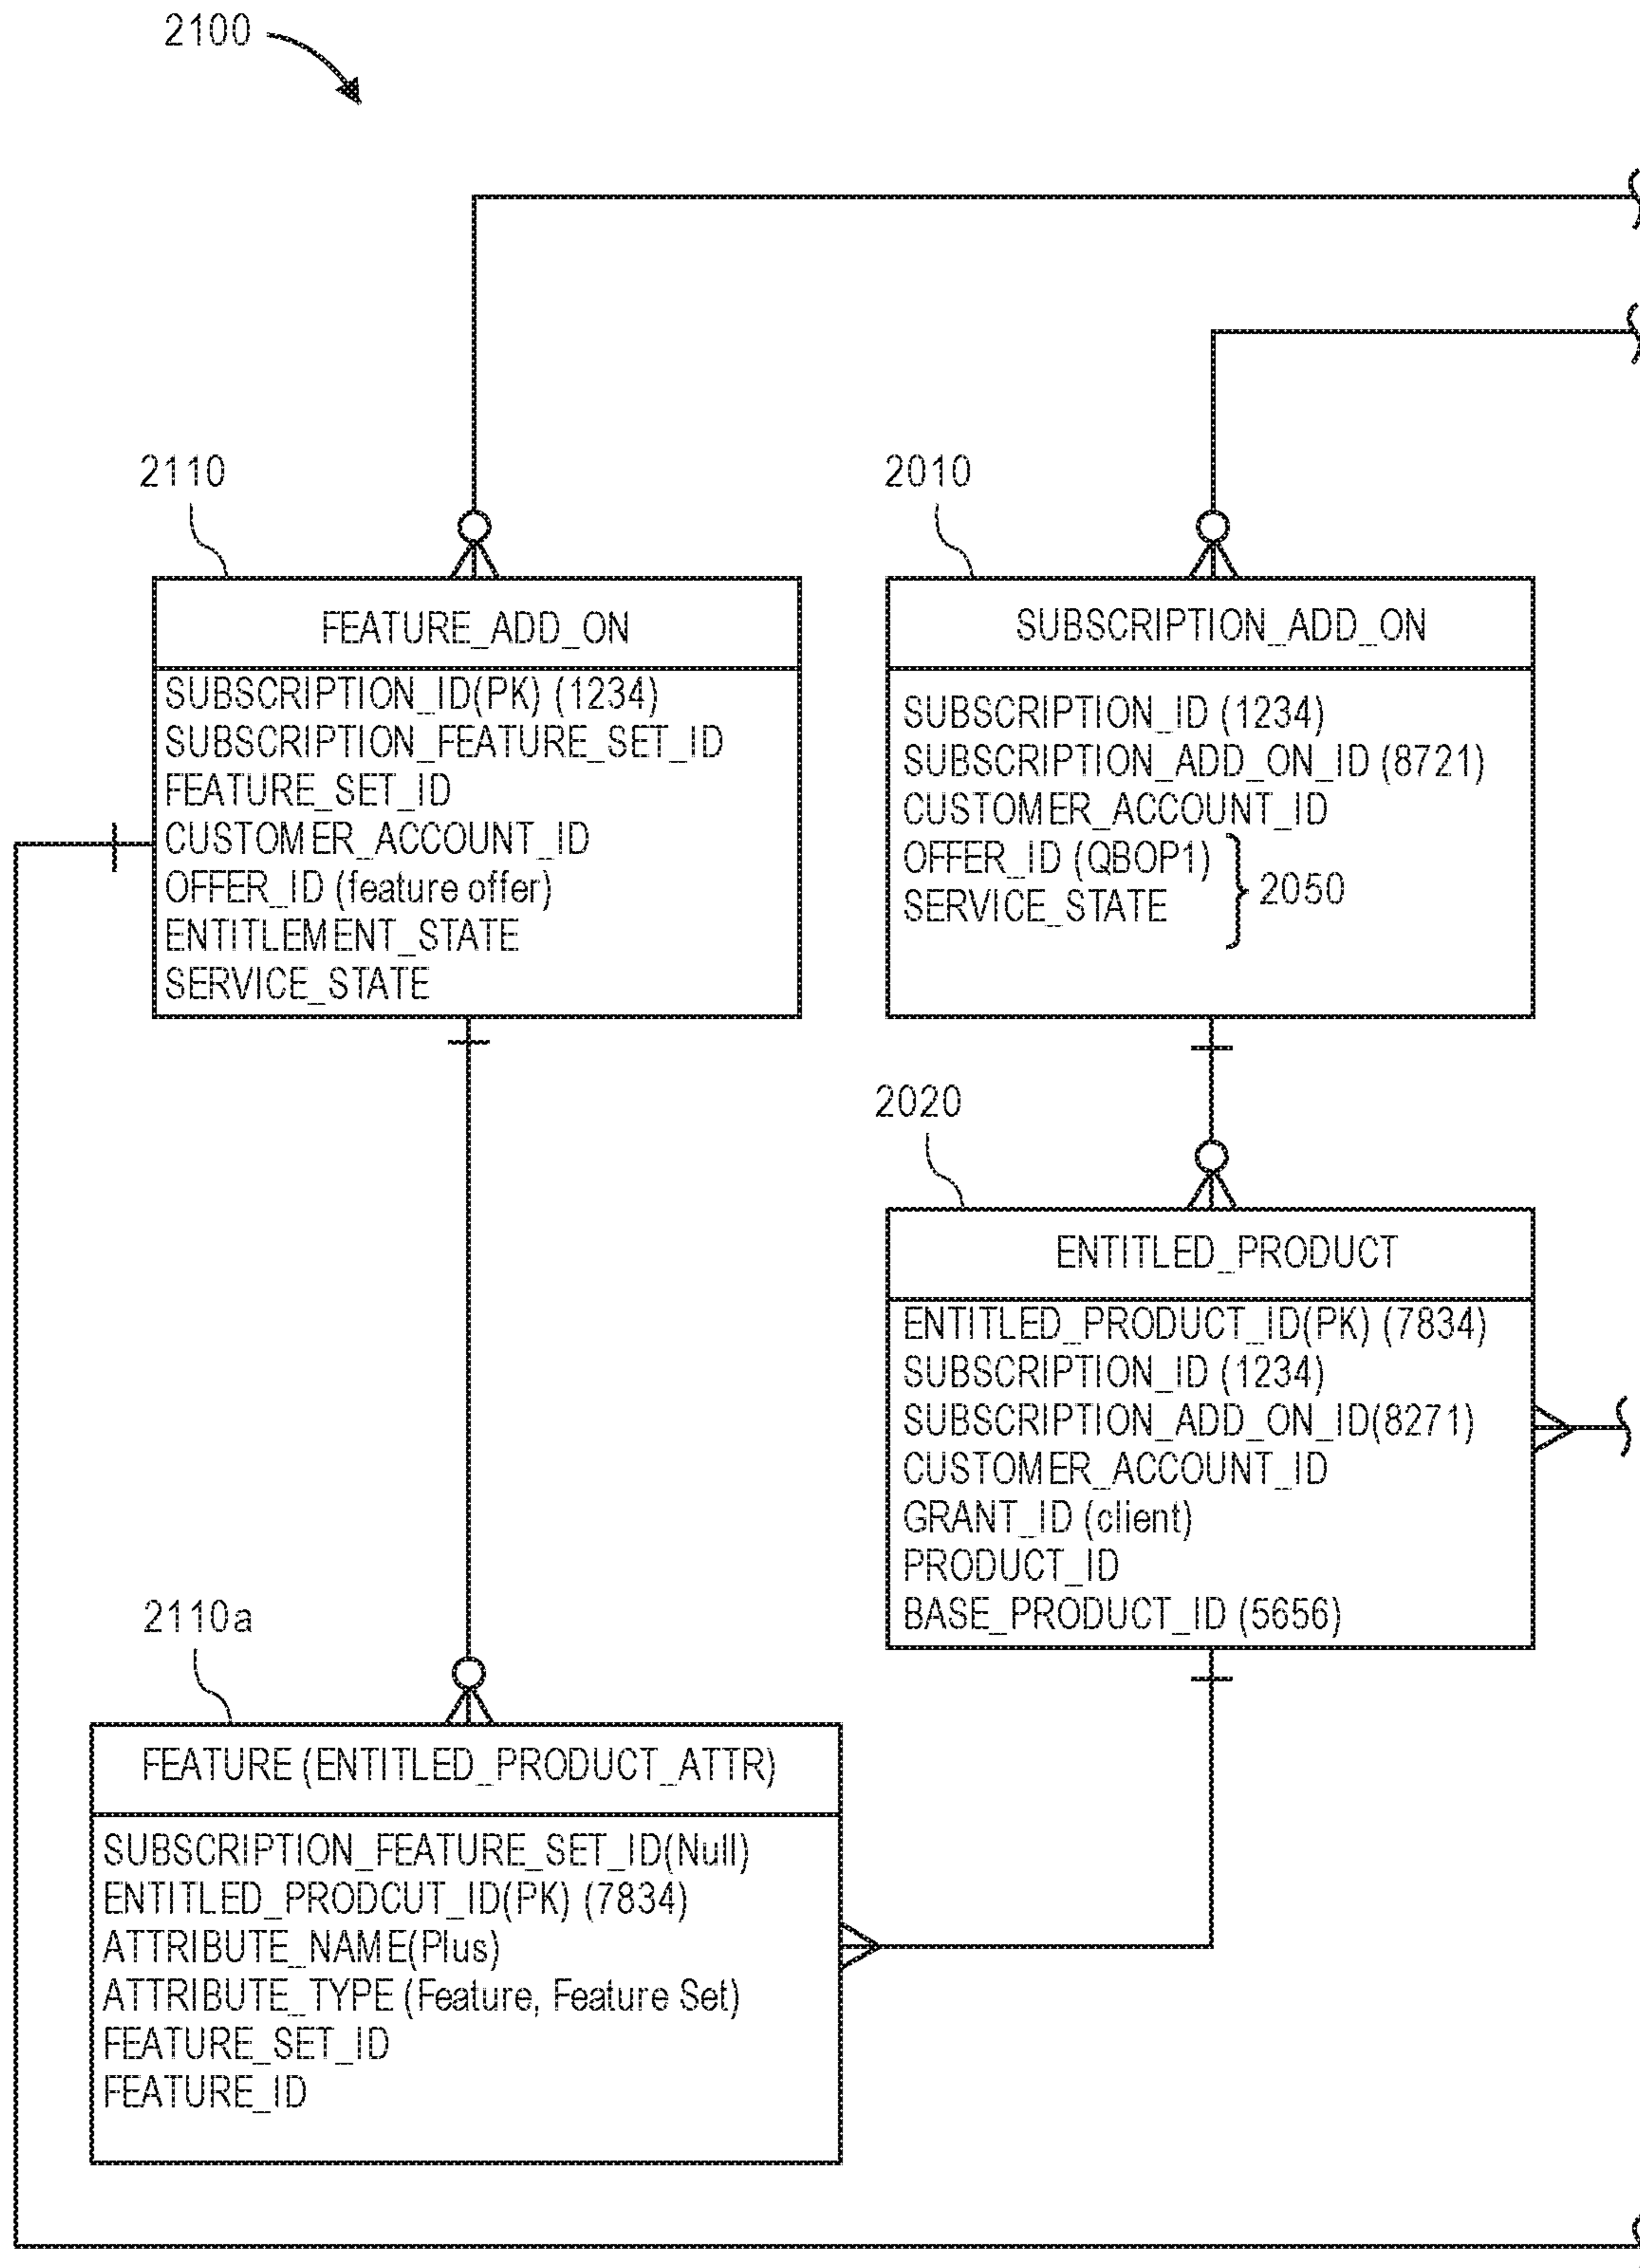 2100
2110
FEATURE_ADD_ON
SUBSCRIPTION_ID(PK) (1234)
SUBSCRIPTION_FEATURE_SET_ID
FEATURE_SET_ID
CUSTOMER_ACCOUNT_ID
OFFER_ID (feature offer)
ENTITLEMENT_STATE
SERVICE_STATE
2010
SUBSCRIPTION_ADD_ON
SUBSCRIPTION_ID (1234)
SUBSCRIPTION_ADD_ON_ID (8721)
CUSTOMER_ACCOUNT_ID
OFFER_ID (QBOP1)
SERVICE_STATE
2050
2020
ENTITLED_PRODUCT
ENTITLED_PRODUCT_ID(PK) (7834)
SUBSCRIPTION_ID (1234)
SUBSCRIPTION_ADD_ON_ID(8271)
CUSTOMER_ACCOUNT_ID
GRANT_ID (client)
PRODUCT_ID
BASE_PRODUCT_ID (5656)
2110a
FEATURE (ENTITLED_PRODUCT_ATTR)
SUBSCRIPTION_FEATURE_SET_ID(Null)
ENTITLED_PRODCUT_ID(PK) (7834)
ATTRIBUTE_NAME(Plus)
ATTRIBUTE_TYPE (Feature, Feature Set)
FEATURE_SET_ID
FEATURE_ID